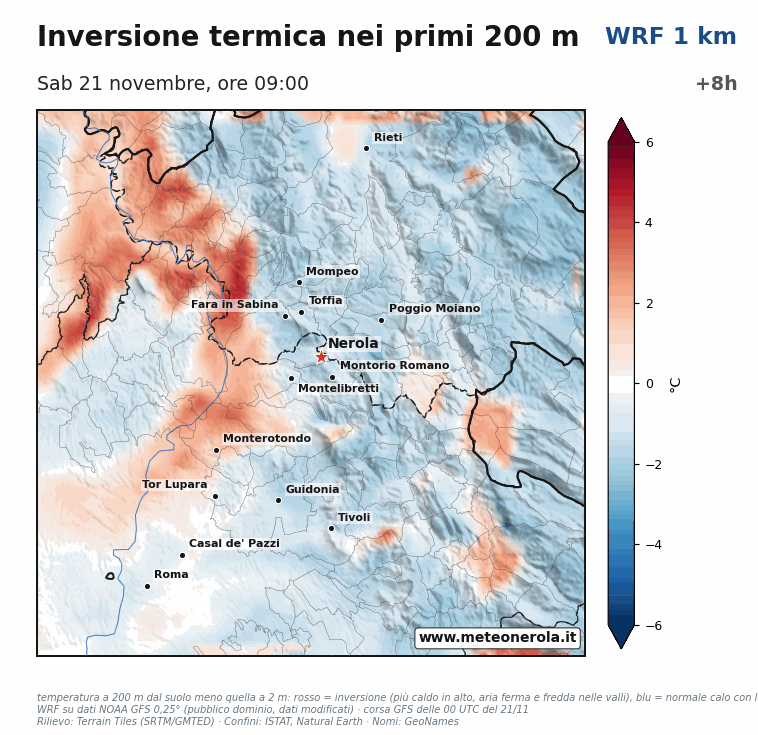 Inversione termica nei primi 200 m
WRF 1 km
Sab 21 novembre, ore 09:00
+8h
Rieti
Mompeo
Toffia
Fara in Sabina
Poggio Moiano
Nerola
Montorio Romano
Montelibretti
Monterotondo
Tor Lupara
Guidonia
Tivoli
Casal de' Pazzi
Roma
www.meteonerola.it
6
4
2
0
−2
−4
−6
°C
temperatura a 200 m dal suolo meno quella a 2 m: rosso = inversione (più caldo in alto, aria ferma e fredda nelle valli), blu = normale calo con
WRF su dati NOAA GFS 0,25° (pubblico dominio, dati modificati) · corsa GFS delle 00 UTC del 21/11
Rilievo: Terrain Tiles (SRTM/GMTED) · Confini: ISTAT, Natural Earth · Nomi: GeoNames